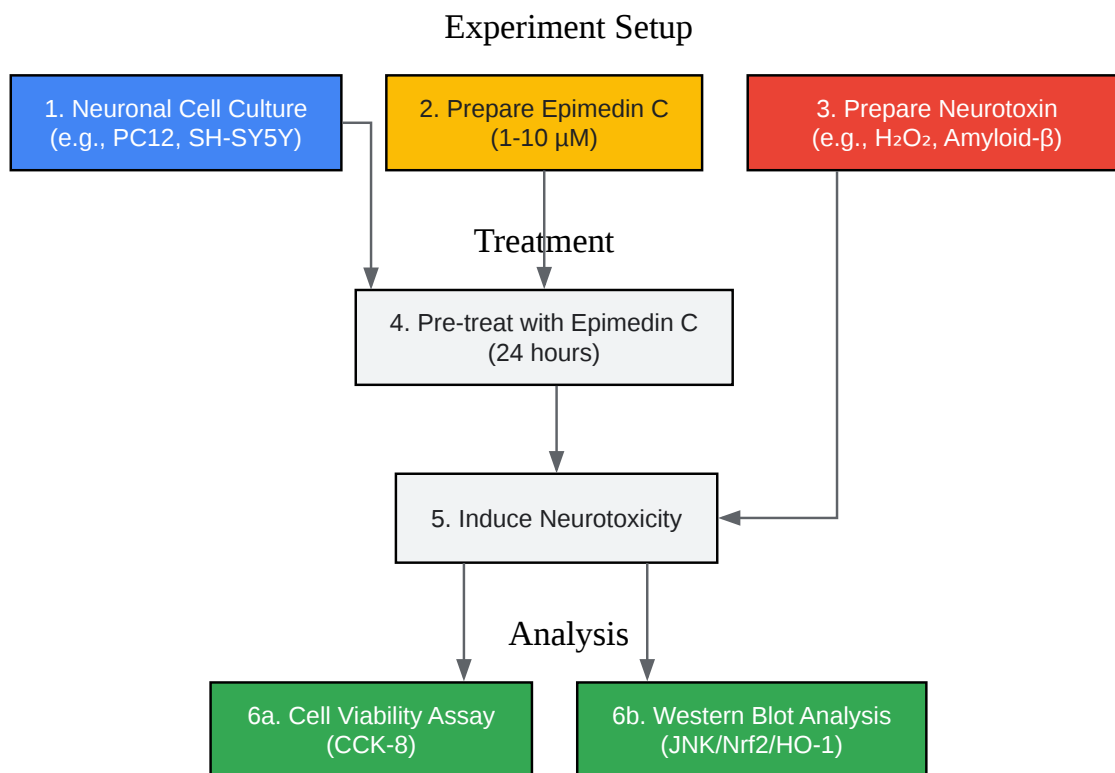 Experiment Setup
1. Neuronal Cell Culture
(e.g., PC12, SH-SY5Y)
2. Prepare Epimedin C
(1-10 µM)
3. Prepare Neurotoxin
(e.g., H₂O₂, Amyloid-β)
Treatment
4. Pre-treat with Epimedin C
(24 hours)
5. Induce Neurotoxicity
Analysis
6a. Cell Viability Assay
(CCK-8)
6b. Western Blot Analysis
(JNK/Nrf2/HO-1)